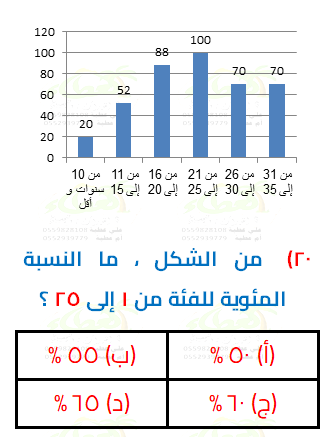 120
100
80
60
40
20
0
20
52
88
100
70
70
من 10 سنوات و أقل
من 11 إلى 15
من 16 إلى 20
من 21 إلى 25
من 26 إلى 30
من 31 إلى 35
٢٠) من الشكل ، ما النسبة
المئوية للفئة من ١ إلى ٢٥ ؟
(أ) ٥٠ %
(ب) ٥٥ %
(ج) ٦٠ %
(د) ٦٥ %